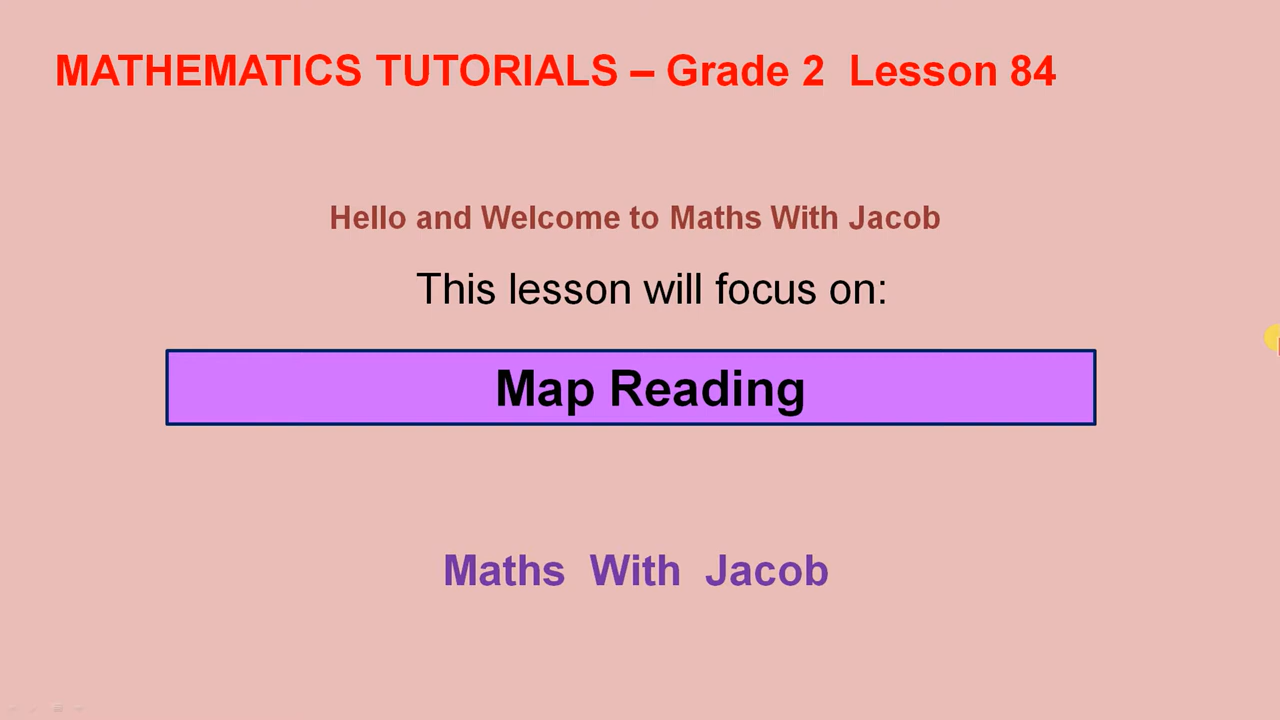 MATHEMATICS TUTORIALS – Grade 2 Lesson 84
Hello and Welcome to Maths With Jacob
This lesson will focus on:
Map Reading
Maths With Jacob